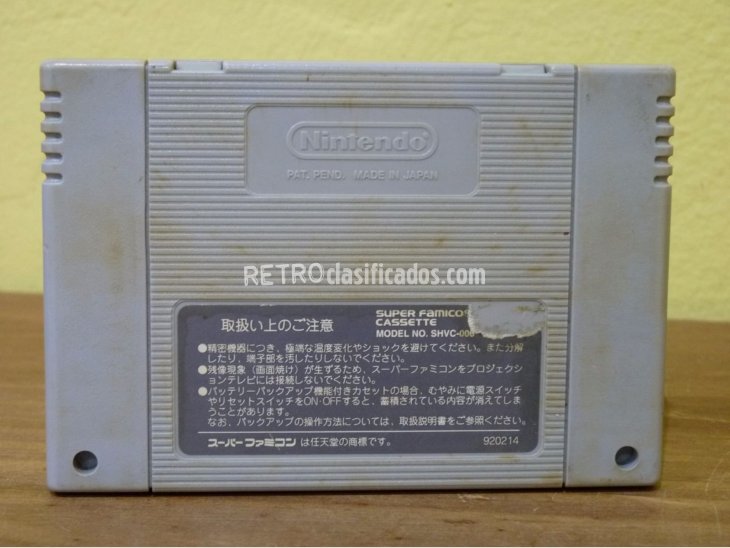 Nintendo
PAT. PEND. MADE IN JAPAN
RETROclasificados.com
取扱い上のご注意
SUPER FAMICO
CASSETTE
MODEL NO. SHVC-006
●精密機器につき、極端な温度変化やショックを避けてください。また分解
したり、端子部を汚したりしないでください。
●残像現象（画面焼け）が生ずるため、スーパーファミコンをプロジェクシ
ョンテレビには接続しないでください。
●バッテリーバックアップ機能付きカセットの場合、むやみに電源スイッチ
やリセットスイッチをON・OFFすると、蓄積されている内容が消えてしま
うことがあります。
なお、バックアップの操作方法については、取扱説明書をご参照ください。
スーパーファミコン は任天堂の商標です。
920214